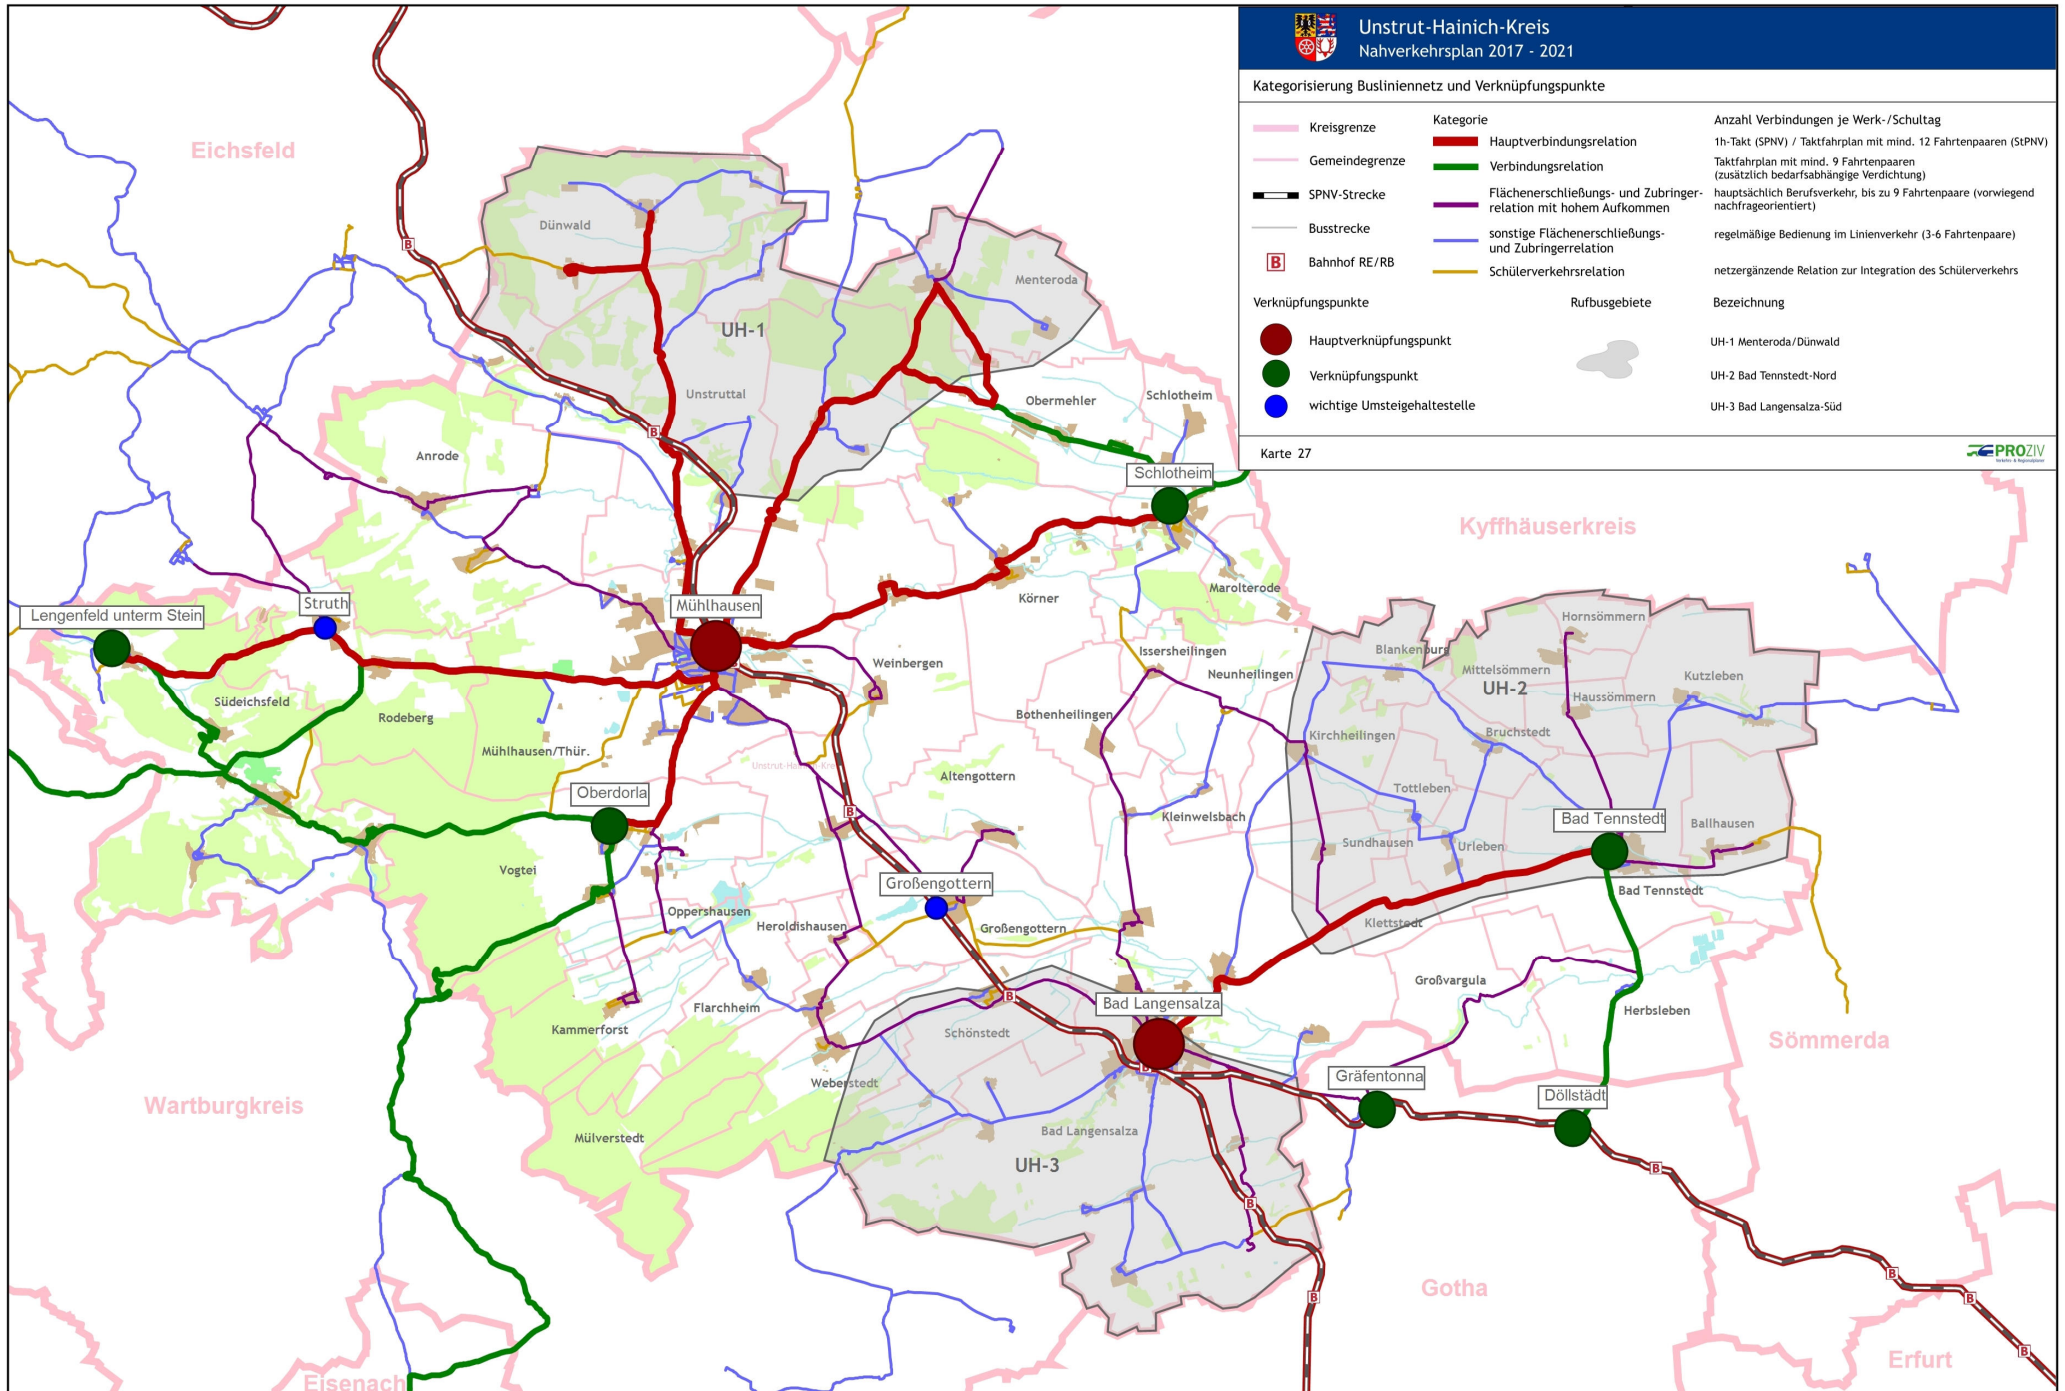 Unstrut-Hainich-Kreis
Nahverkehrsplan 2017 - 2021
Kategorisierung Busliniennetz und Verknüpfungspunkte
Kreisgrenze
Gemeindegrenze
SPNV-Strecke
Busstrecke
B
Bahnhof RE/RB
Kategorie
Anzahl Verbindungen je Werk-/Schultag
Hauptverbindungsrelation
1h-Takt (SPNV) / Taktfahrplan mit mind. 12 Fahrtenpaaren (StPNV)
Verbindungsrelation
Taktfahrplan mit mind. 9 Fahrtenpaaren
(zusätzlich bedarfsabhängige Verdichtung)
Flächenerschließungs- und Zubringer-
relation mit hohem Aufkommen
hauptsächlich Berufsverkehr, bis zu 9 Fahrtenpaare (vorwiegend
nachfrageorientiert)
sonstige Flächenerschließungs-
und Zubringerrelation
regelmäßige Bedienung im Linienverkehr (3-6 Fahrtenpaare)
Schülerverkehrsrelation
netzergänzende Relation zur Integration des Schülerverkehrs
Verknüpfungspunkte
Rufbusgebiete
Bezeichnung
Hauptverknüpfungspunkt
UH-1 Menteroda/Dünwald
Verknüpfungspunkt
UH-2 Bad Tennstedt-Nord
wichtige Umsteigehaltestelle
UH-3 Bad Langensalza-Süd
Karte 27
PROZIV
Eichsfeld
Dünwald
B
Menteroda
UH-1
Unstruttal
B
Obermehler
Schlotheim
Anrode
Schlotheim
Kyffhäuserkreis
Marolterode
Körner
Struth
Mühlhausen
Lengenfeld unterm Stein
Hornsömmern
Issersheilingen
Blankenburg
Weinbergen
Neunheilingen
Mittelsömmern
Kutzleben
UH-2
Haussömmern
Südeichsfeld
Rodeberg
Bothenheilingen
Bruchstedt
Kirchheilingen
Mühlhausen/Thür.
Unstrut-Hainich-Kreis
Altengottern
Tottleben
Oberdorla
B
Kleinwelsbach
Bad Tennstedt
Ballhausen
Sundhausen
Urleben
Vogtei
Großengottern
Bad Tennstedt
Oppershausen
Heroldishausen
Großengottern
Klettstedt
Großvargula
B
Flarchheim
Bad Langensalza
Herbsleben
Kammerforst
Schönstedt
Sömmerda
B
Weberstedt
Gräfentonna
Döllstädt
Wartburgkreis
Mülverstedt
Bad Langensalza
UH-3
B
B
B
B
Gotha
B
B
Erfurt
B
Eisenach